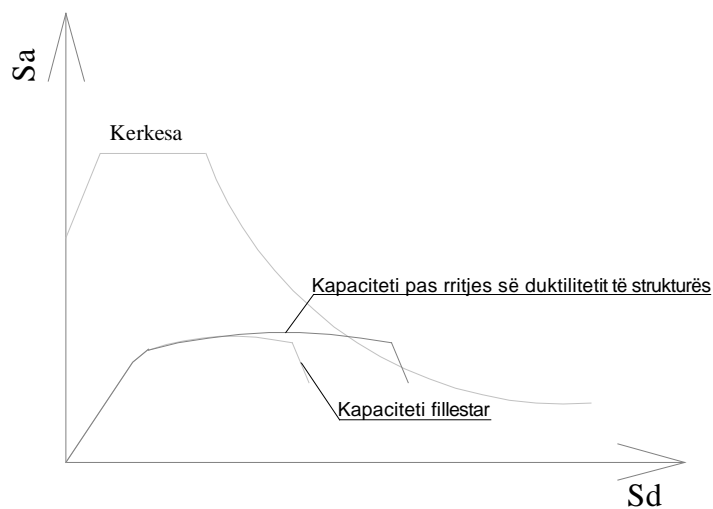 Sa
Kerkesa
Kapaciteti pas rritjes së duktilitetit të strukturës
Kapaciteti fillestar
Sd